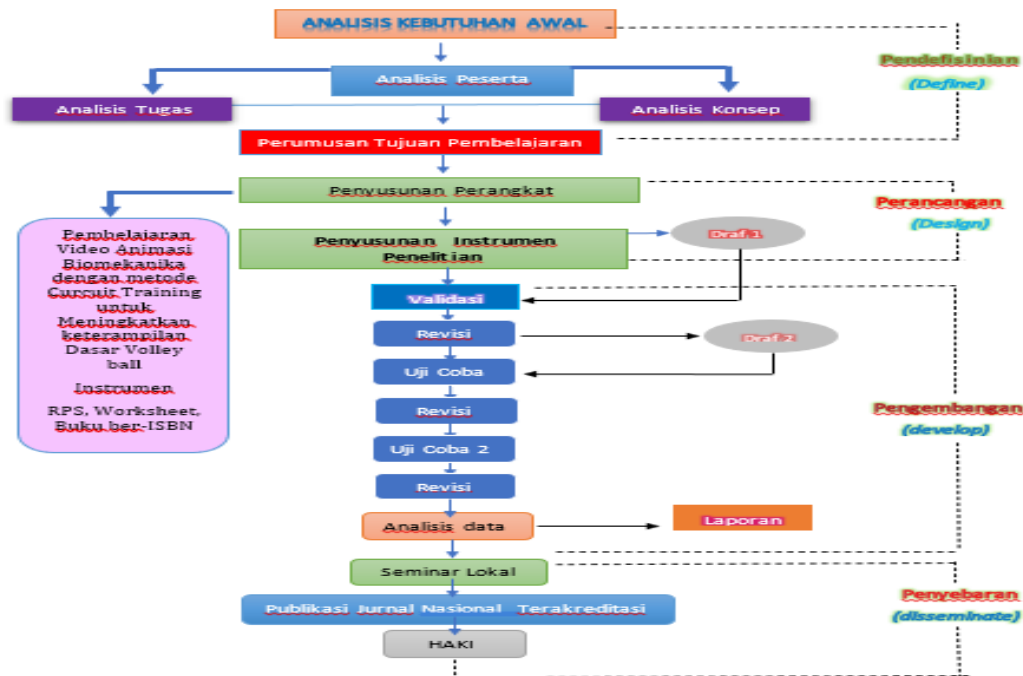 ANALISIS KEBUTUHAN AWAL
Pendefisinian
(Define)
Analisis Peserta
Analisis Tugas
Analisis Konsep
Perumusan Tujuan Pembelajaran
Penyusunan Perangkat
Perancangan
(Design)
Pembelajaran
Video Animasi
Biomekanika
dengan metode
Curcuit Training
untuk
Meningkatkan
keterampilan
Dasar Volley
ball
Instrumen
RPS, Worksheet,
Buku ber-ISBN
Penyusunan Instrumen
Penelitian
Draf 1
Validasi
Revisi
Draf 2
Uji Coba
Revisi
Pengembangan
(develop)
Uji Coba 2
Revisi
Analisis data
Laporan
Seminar Lokal
Penyebaran
(disseminate)
Publikasi Jurnal Nasional Terakreditasi
HAKI